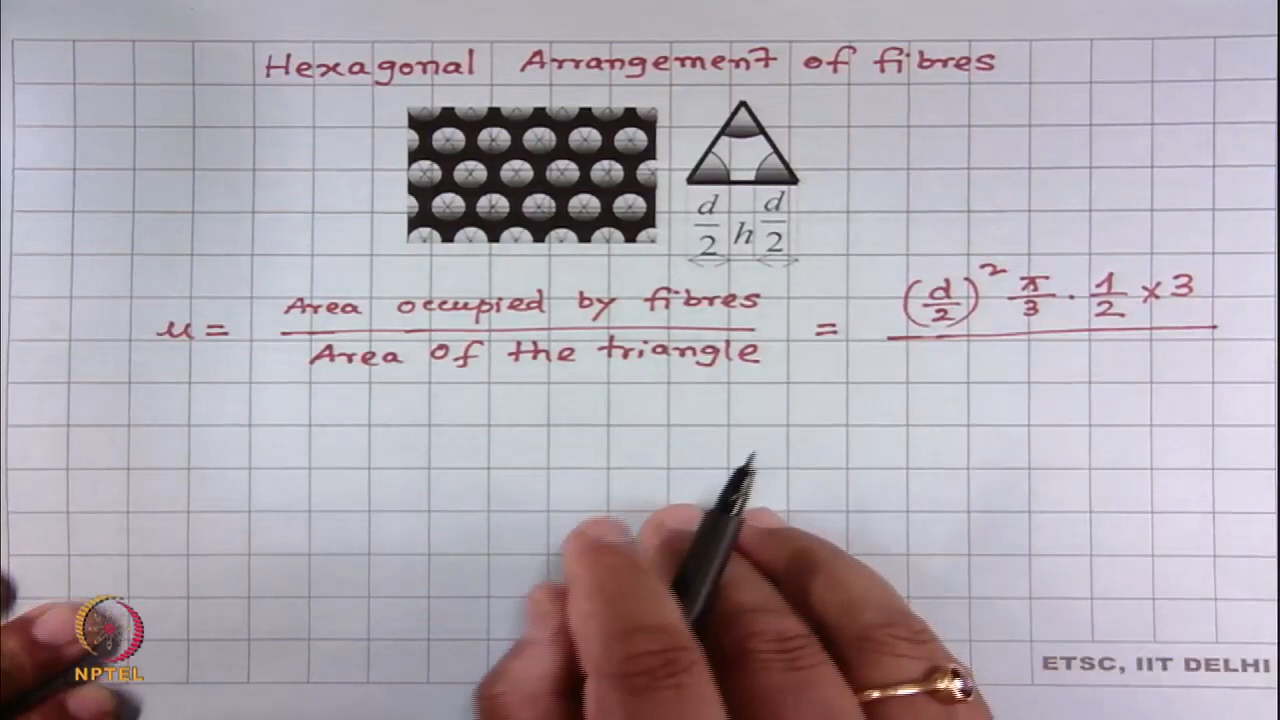 Hexagonal Arrangement of fibres
d/2 h d/2
μ = Area occupied by fibres / Area of the triangle = (d/2)² π/3 · 1/2 × 3
NPTEL
ETSC, IIT DELHI